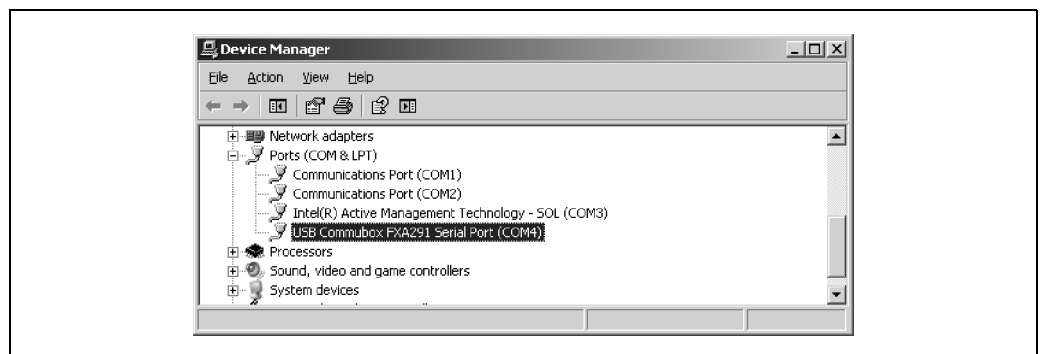 Device Manager
File Action View Help
Network adapters
Ports (COM & LPT)
Communications Port (COM1)
Communications Port (COM2)
Intel(R) Active Management Technology - SOL (COM3)
USB Commubox FXA291 Serial Port (COM4)
Processors
Sound, video and game controllers
System devices